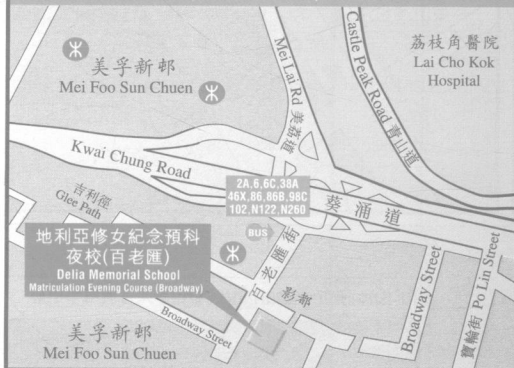 美孚新邨
Mei Foo Sun Chuen
Mei Lai Rd 美荔道
Castle Peak Road 青山道
荔枝角醫院
Lai Cho Kok
Hospital
Kwai Chung Road
葵涌道
吉利徑
Glee Path
2A,6,6C,38A
46X,86,86B,98C
102,N122,N260
BUS
地利亞修女紀念預科
夜校(百老匯)
Delia Memorial School
Matriculation Evening Course (Broadway)
百老匯街
影都
Broadway Street
Broadway Street
寶輪街 Po Lin Street
美孚新邨
Mei Foo Sun Chuen